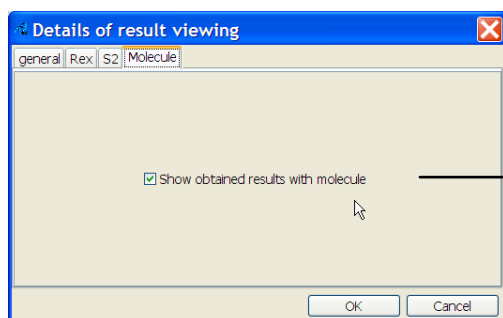 Details of result viewing
general Rex S2 Molecule
Show obtained results with molecule
OK Cancel